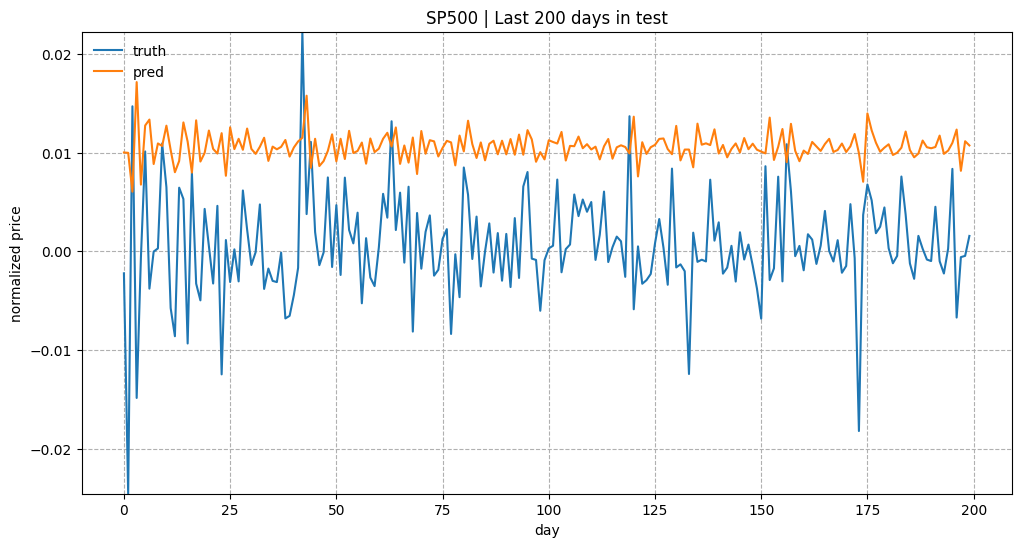 SP500 | Last 200 days in test
truth
pred
0.02
0.01
0.00
−0.01
−0.02
normalized price
0 25 50 75 100 125 150 175 200
day